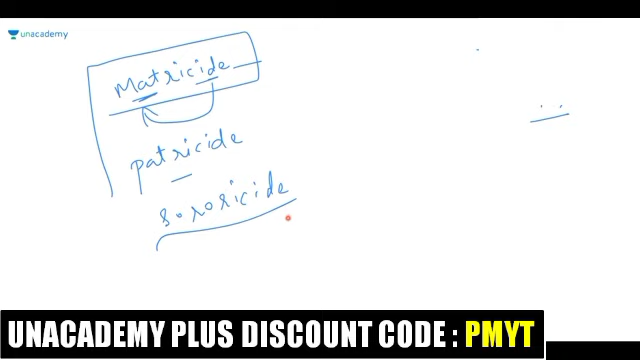 unacademy
Matricide
patricide
sororicide
UNACADEMY PLUS DISCOUNT CODE : PMYT